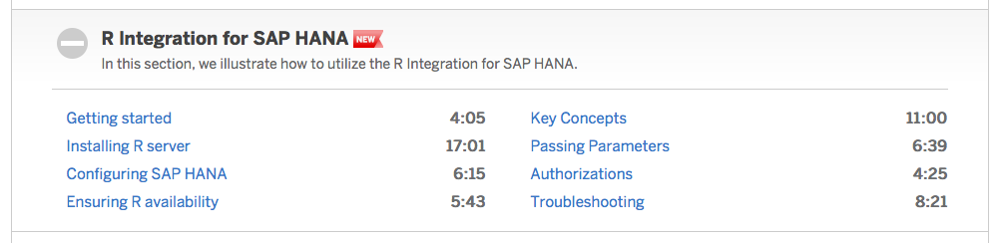 R Integration for SAP HANA NEW
In this section, we illustrate how to utilize the R Integration for SAP HANA.
Getting started 4:05
Installing R server 17:01
Configuring SAP HANA 6:15
Ensuring R availability 5:43
Key Concepts 11:00
Passing Parameters 6:39
Authorizations 4:25
Troubleshooting 8:21